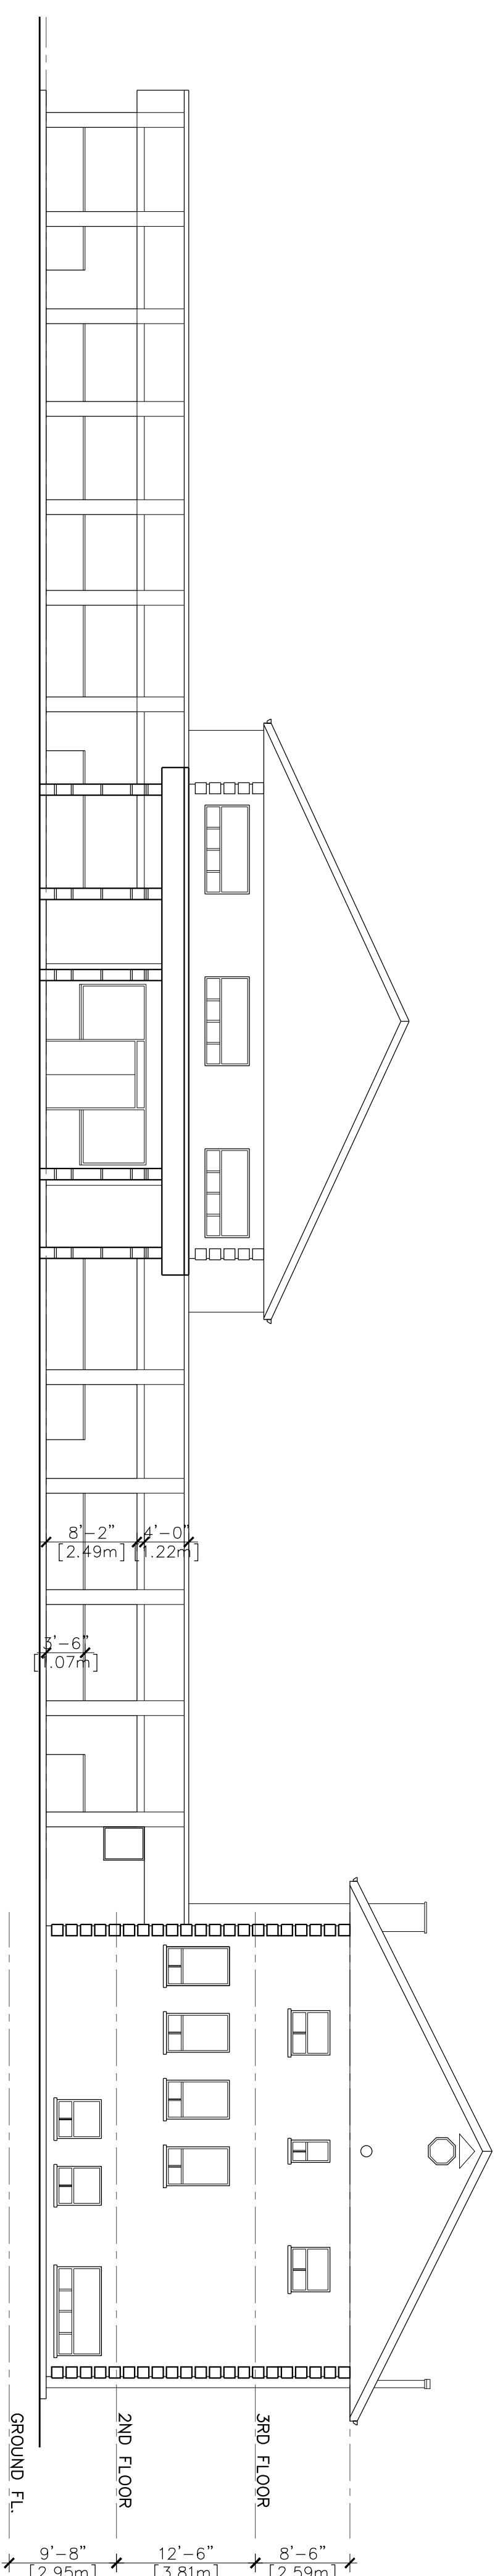 8'-2"
[2.49m]
4'-0"
[1.22m]
3'-6"
[1.07m]
GROUND FL.
2ND FLOOR
3RD FLOOR
9'-8"
[2.95m]
12'-6"
[3.81m]
8'-6"
[2.59m]